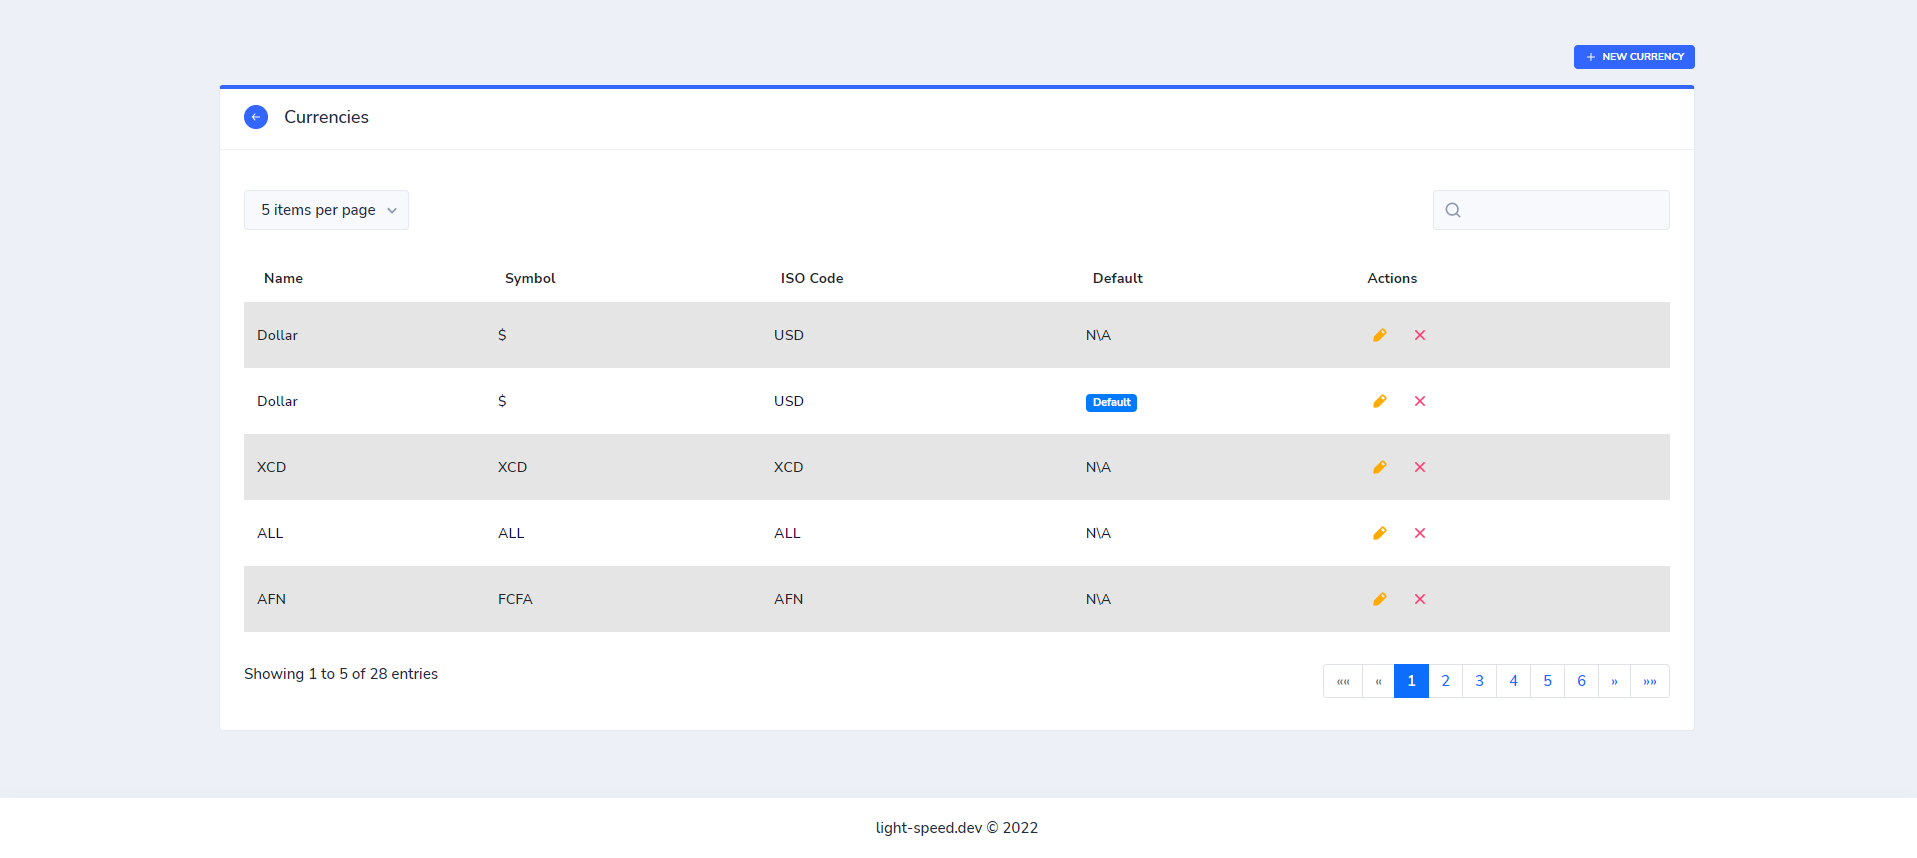 NEW CURRENCY
Currencies
5 items per page
Name Symbol ISO Code Default Actions
Dollar $ USD N\A
Dollar $ USD Default
XCD XCD XCD N\A
ALL ALL ALL N\A
AFN FCFA AFN N\A
Showing 1 to 5 of 28 entries
«« « 1 2 3 4 5 6 » »»
light-speed.dev © 2022